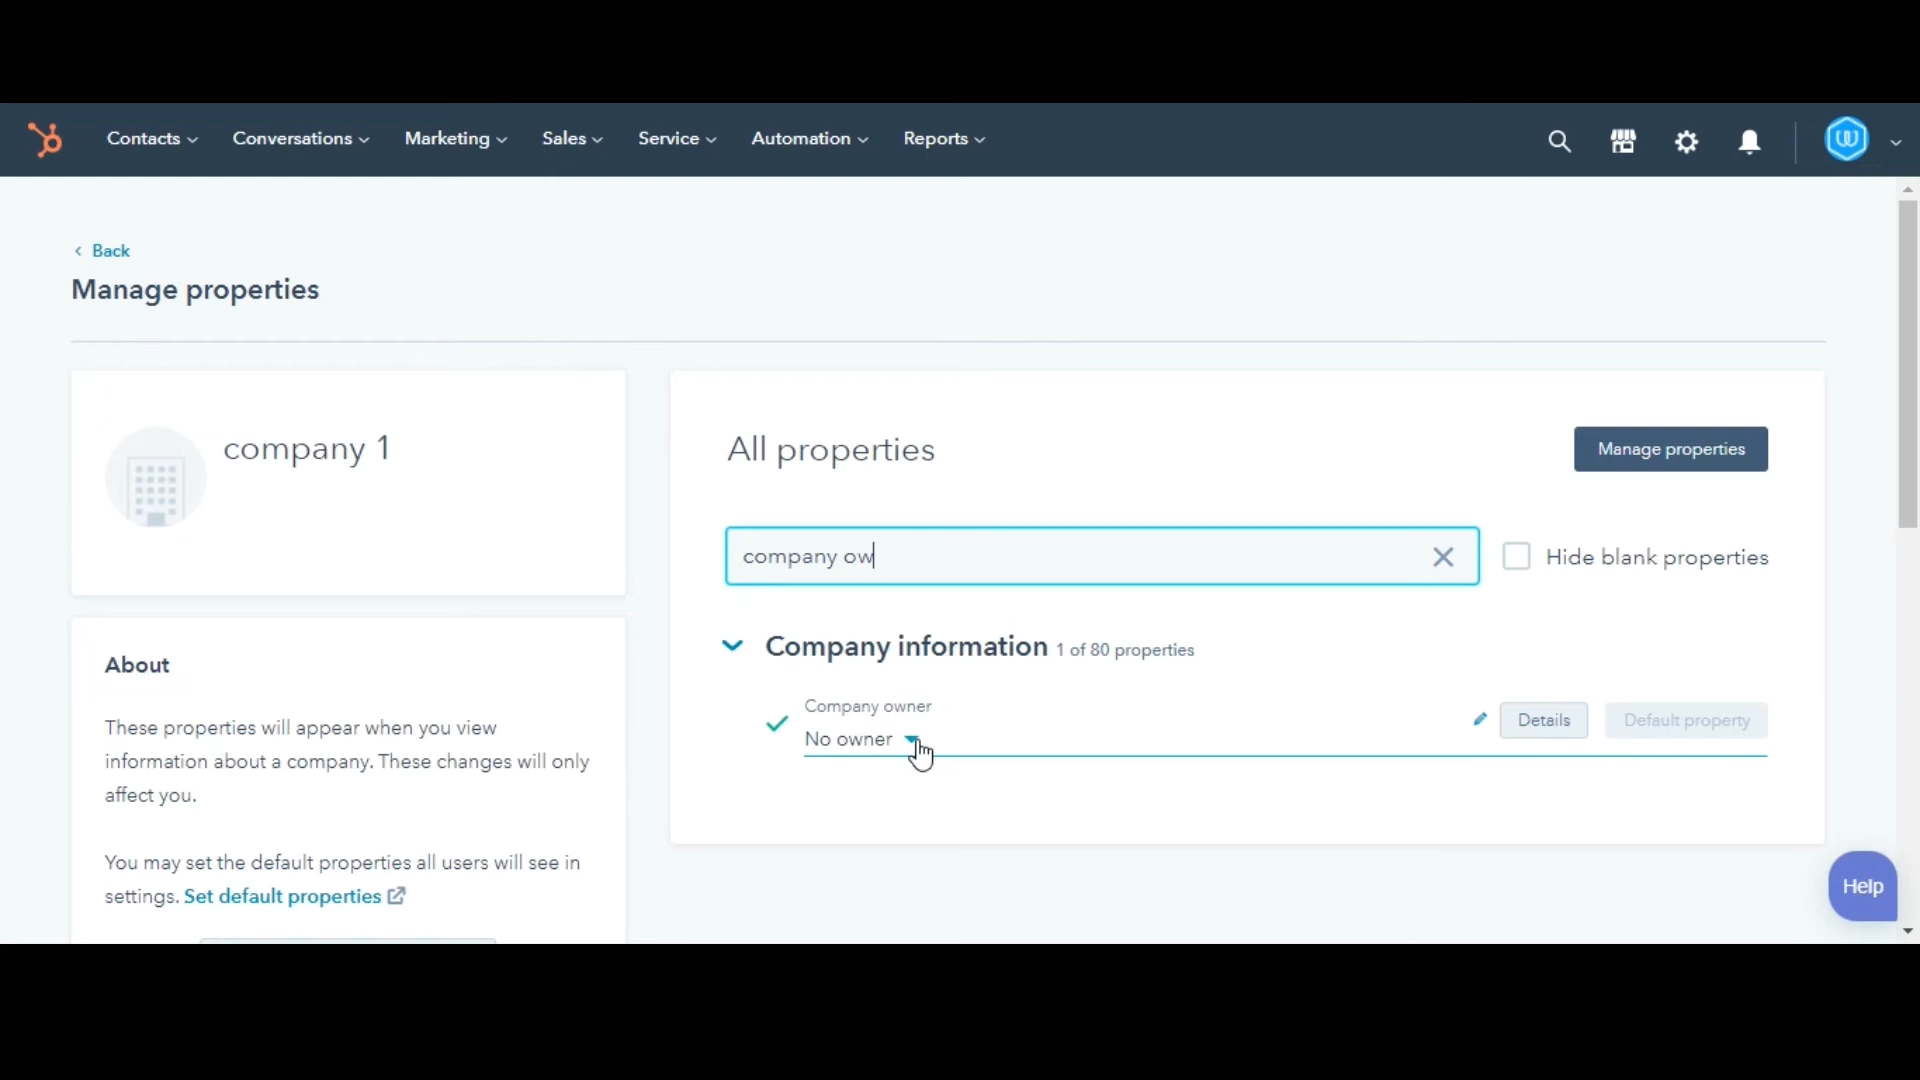 Contacts Conversations Marketing Sales Service Automation Reports
Back
Manage properties
company 1
About
These properties will appear when you view
information about a company. These changes will only
affect you.
You may set the default properties all users will see in
settings. Set default properties
All properties
Manage properties
company ow
Hide blank properties
Company information 1 of 80 properties
Company owner
No owner
Details
Default property
Help